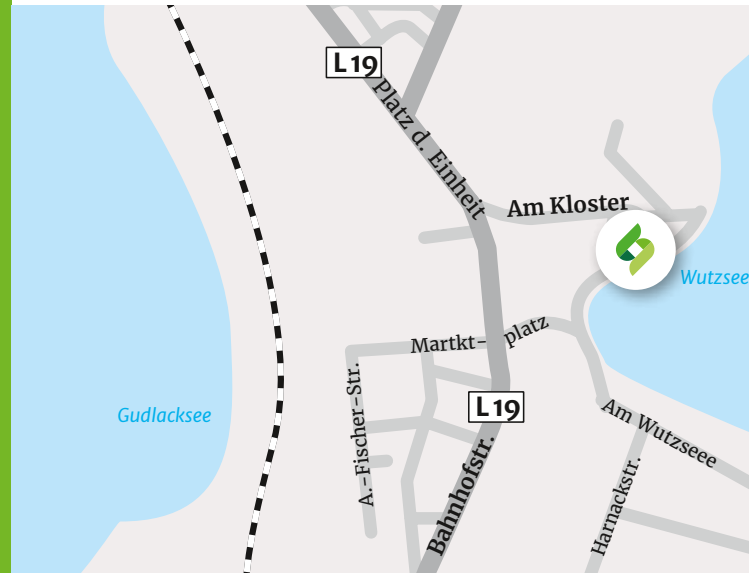 L19
Platz d. Einheit
Am Kloster
Wutzsee
Martkt-
platz
A.-Fischer-Str.
L19
Gudlacksee
Am Wutzseee
Bahnhofstr.
Harnackstr.